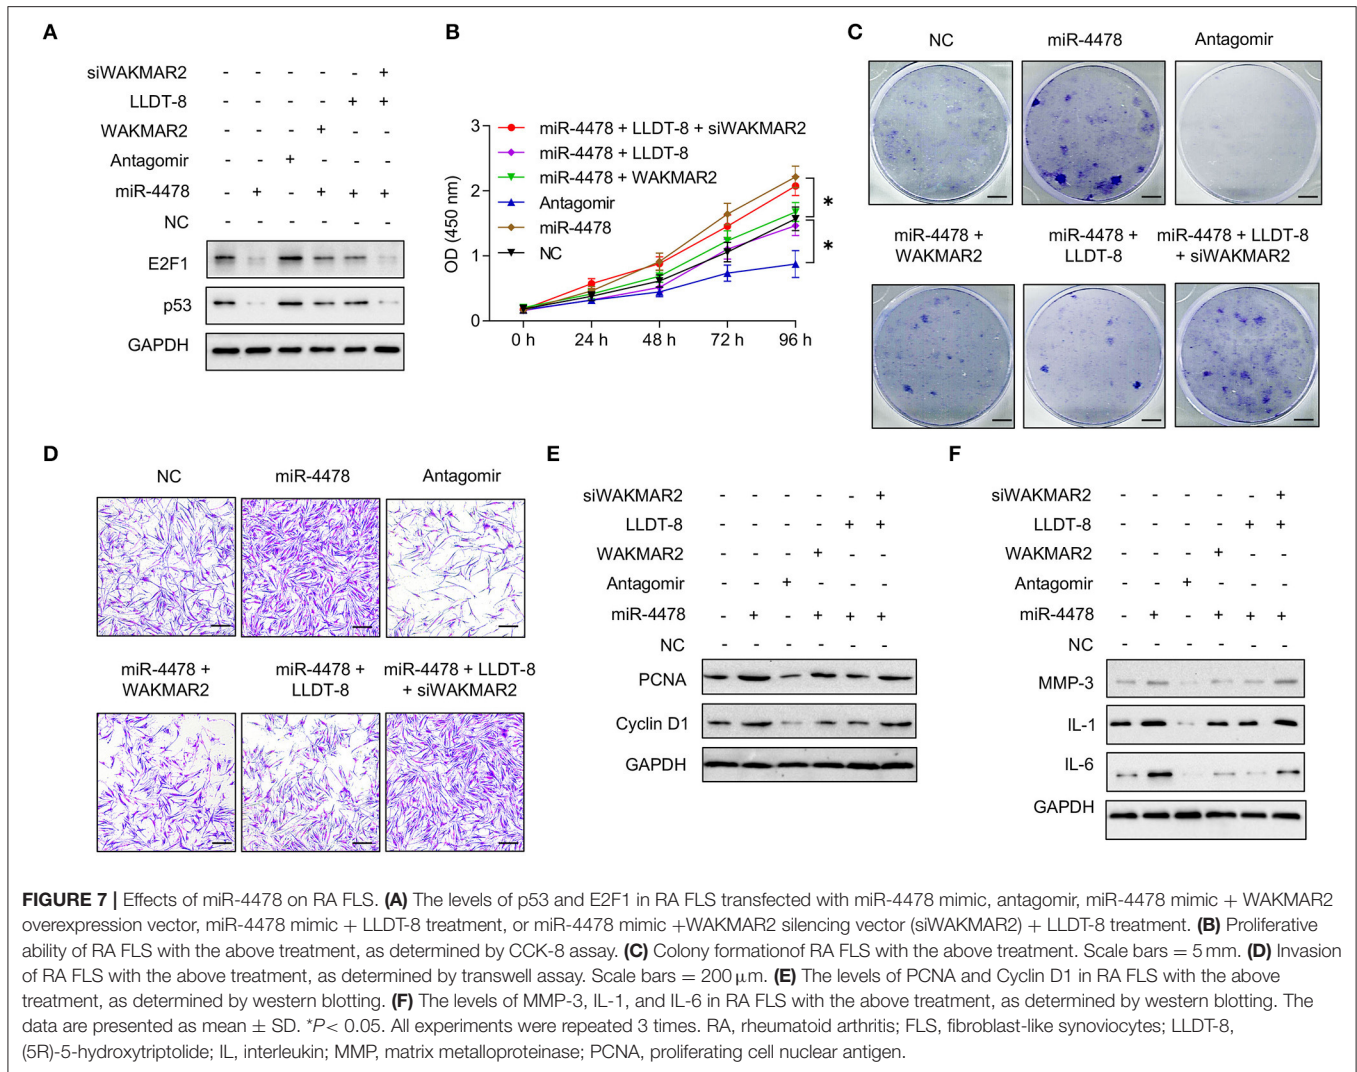 A
siWAKMAR2 - - - - - +
LLDT-8 - - - - + +
WAKMAR2 - - - + - -
Antagomir - - + - - -
miR-4478 - + - + + +
NC - - - - - -
E2F1
p53
GAPDH
B
OD (450 nm)
3
2
1
0
0 h 24 h 48 h 72 h 96 h
miR-4478 + LLDT-8 + siWAKMAR2
miR-4478 + LLDT-8
miR-4478 + WAKMAR2
Antagomir
miR-4478
NC
*
*
C
NC miR-4478 Antagomir
miR-4478 + WAKMAR2
miR-4478 + LLDT-8
miR-4478 + LLDT-8 + siWAKMAR2
D
NC miR-4478 Antagomir
miR-4478 + WAKMAR2
miR-4478 + LLDT-8
miR-4478 + LLDT-8 + siWAKMAR2
E
siWAKMAR2 - - - - - +
LLDT-8 - - - - + +
WAKMAR2 - - - + - -
Antagomir - - + - - -
miR-4478 - + - + + +
NC - - - - - -
PCNA
Cyclin D1
GAPDH
F
siWAKMAR2 - - - - - +
LLDT-8 - - - - + +
WAKMAR2 - - - + - -
Antagomir - - + - - -
miR-4478 - + - + + +
NC - - - - - -
MMP-3
IL-1
IL-6
GAPDH
FIGURE 7 | Effects of miR-4478 on RA FLS. (A) The levels of p53 and E2F1 in RA FLS transfected with miR-4478 mimic, antagomir, miR-4478 mimic + WAKMAR2
overexpression vector, miR-4478 mimic + LLDT-8 treatment, or miR-4478 mimic +WAKMAR2 silencing vector (siWAKMAR2) + LLDT-8 treatment. (B) Proliferative
ability of RA FLS with the above treatment, as determined by CCK-8 assay. (C) Colony formationof RA FLS with the above treatment. Scale bars = 5 mm. (D) Invasion
of RA FLS with the above treatment, as determined by transwell assay. Scale bars = 200 μm. (E) The levels of PCNA and Cyclin D1 in RA FLS with the above
treatment, as determined by western blotting. (F) The levels of MMP-3, IL-1, and IL-6 in RA FLS with the above treatment, as determined by western blotting. The
data are presented as mean ± SD. *P< 0.05. All experiments were repeated 3 times. RA, rheumatoid arthritis; FLS, fibroblast-like synoviocytes; LLDT-8,
(5R)-5-hydroxytriptolide; IL, interleukin; MMP, matrix metalloproteinase; PCNA, proliferating cell nuclear antigen.